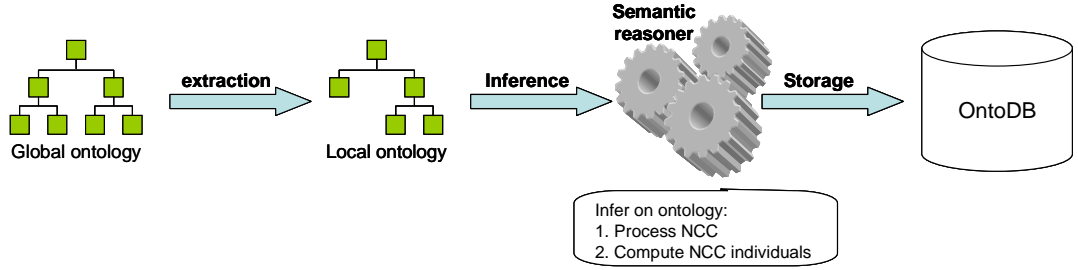 Semantic
reasoner
extraction
Inference
Storage
OntoDB
Global ontology
Local ontology
Infer on ontology:
1. Process NCC
2. Compute NCC individuals